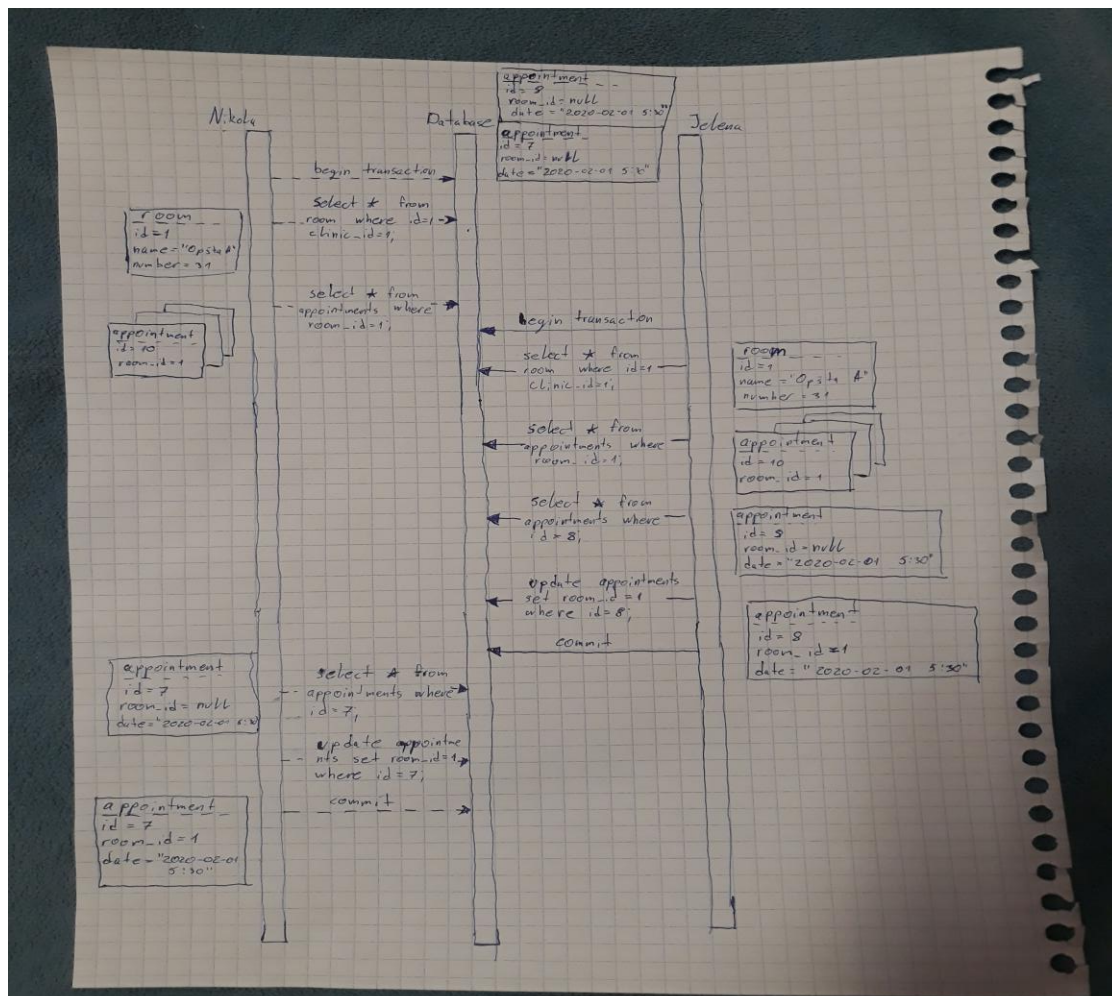 Nikola
Database
Jelena
appointment
id = 8
room_id = null
date = "2020-02-01 5:30"
appointment
id = 7
room_id = null
date = "2020-02-01 5:30"
begin transaction
select * from
room where id=1
clinic_id=1;
room
id = 1
name = "Opsta A"
number = 31
select * from
appointments where
room_id=1;
appointment
id = 10
room_id = 1
begin transaction
select * from
room where id=1
clinic_id=1;
room
id = 1
name = "Opsta A"
number = 31
select * from
appointments where
room_id=1;
appointment
id = 10
room_id = 1
select * from
appointments where
id = 8;
appointment
id = 8
room_id = null
date = "2020-02-01 5:30"
update appointments
set room_id = 1
where id=8;
appointment
id = 8
room_id = 1
date = "2020-02-01 5:30"
commit
appointment
id = 7
room_id = null
date = "2020-02-01 5:30
select * from
appointments where
id=7;
update appointme
nts set room_id=1
where id=7;
commit
appointment
id = 7
room_id = 1
date = "2020-02-01
5:30"